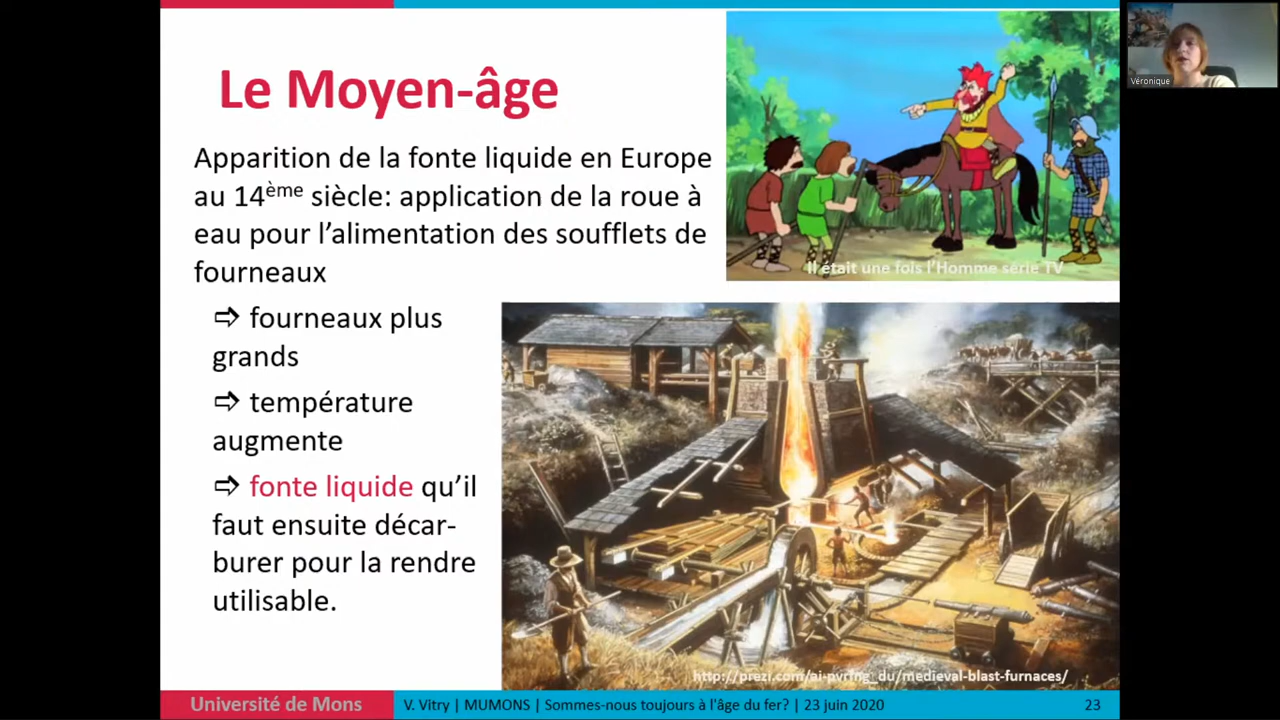 Le Moyen-âge
Apparition de la fonte liquide en Europe
au 14ème siècle: application de la roue à
eau pour l’alimentation des soufflets de
fourneaux
⇨ fourneaux plus
grands
⇨ température
augmente
⇨ fonte liquide qu’il
faut ensuite décar-
burer pour la rendre
utilisable.
Il était une fois l’Homme série TV
Véronique
http://prezi.com/ai-pvrfng_du/medieval-blast-furnaces/
Université de Mons
V. Vitry | MUMONS | Sommes-nous toujours à l'âge du fer? | 23 juin 2020
23